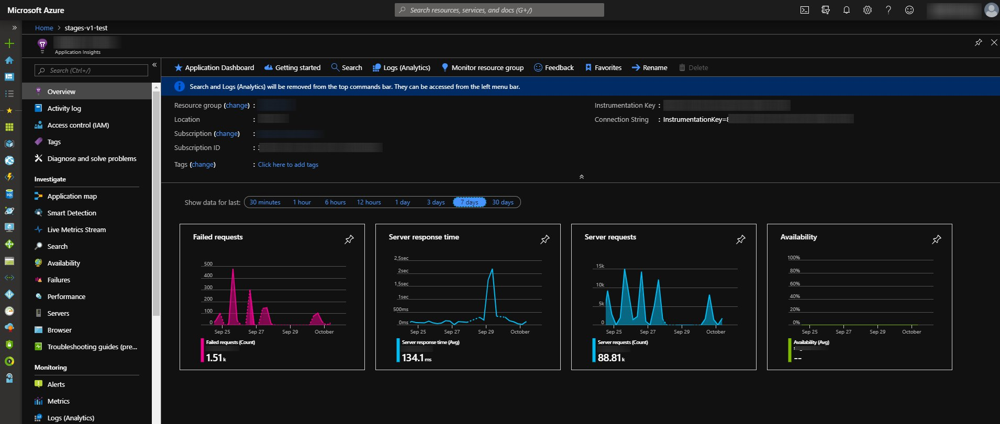 Microsoft Azure
Search resources, services, and docs (G+/)
Home > stages-v1-test
Application Insights
Search (Ctrl+/)
Overview
Activity log
Access control (IAM)
Tags
Diagnose and solve problems
Investigate
Application map
Smart Detection
Live Metrics Stream
Search
Availability
Failures
Performance
Servers
Browser
Troubleshooting guides (pre...
Monitoring
Alerts
Metrics
Logs (Analytics)
Application Dashboard Getting started Search Logs (Analytics) Monitor resource group Feedback Favorites Rename Delete
Search and Logs (Analytics) will be removed from the top commands bar. They can be accessed from the left menu bar.
Resource group (change) :
Location :
Subscription (change) :
Subscription ID :
Tags (change) : Click here to add tags
Instrumentation Key :
Connection String : InstrumentationKey=
Show data for last: 30 minutes 1 hour 6 hours 12 hours 1 day 3 days 7 days 30 days
Failed requests
500
400
300
200
100
0
Sep 25 Sep 27 Sep 29 October
Failed requests (Count)
1.51 k
Server response time
2.5sec
2sec
1.5sec
1sec
500ms
0ms
Sep 25 Sep 27 Sep 29 October
Server response time (Avg)
134.1 ms
Server requests
15k
10k
5k
0
Sep 25 Sep 27 Sep 29 October
Server requests (Count)
88.81 k
Availability
100%
80%
60%
40%
20%
0%
Sep 25 Sep 27 Sep 29 October
Availability (Avg)
--
SQL